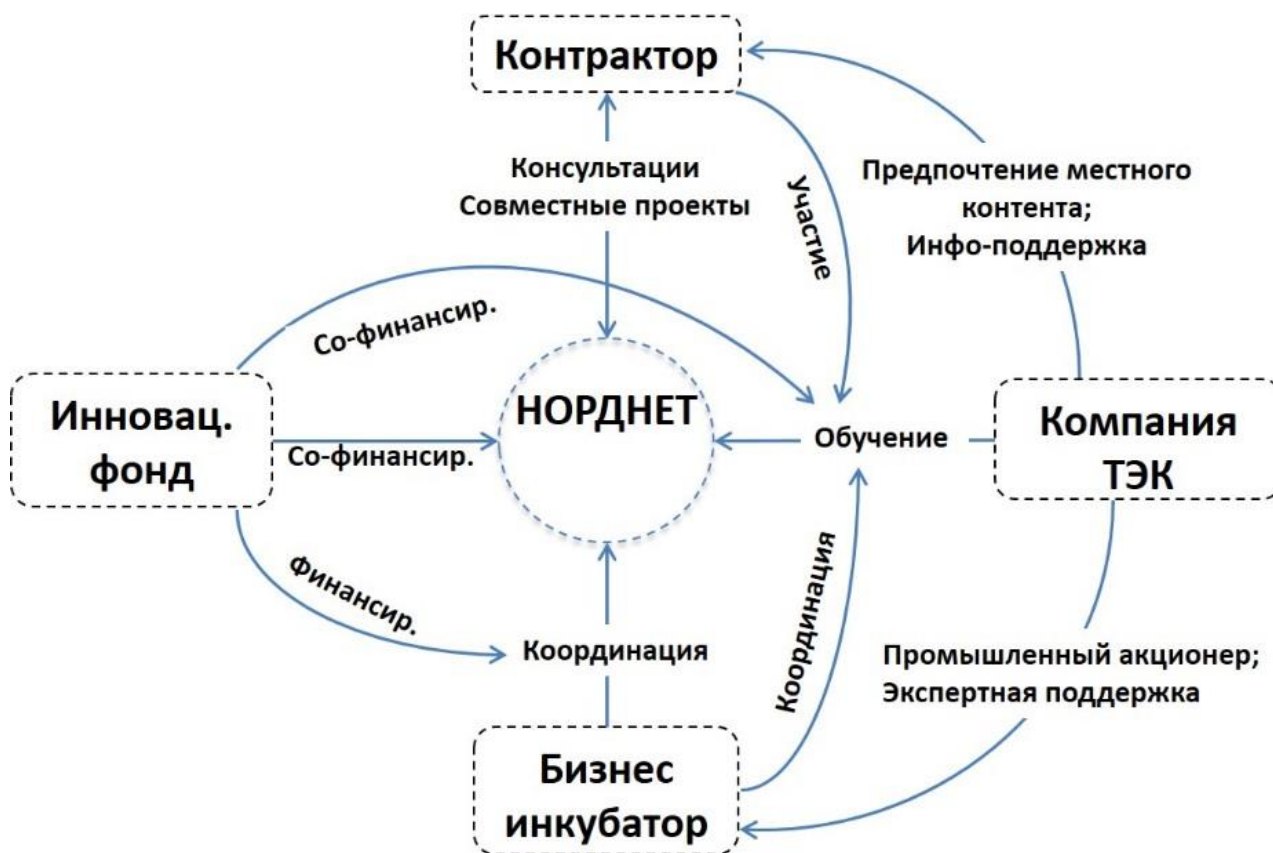 Контрактор
Консультации
Совместные проекты
Участие
Предпочтение местного
контента;
Инфо-поддержка
Со-финансир.
Инновац.
фонд
Со-финансир.
НОРДНЕТ
Обучение
Компания
ТЭК
Финансир.
Координация
Координация
Промышленный акционер;
Экспертная поддержка
Бизнес
инкубатор